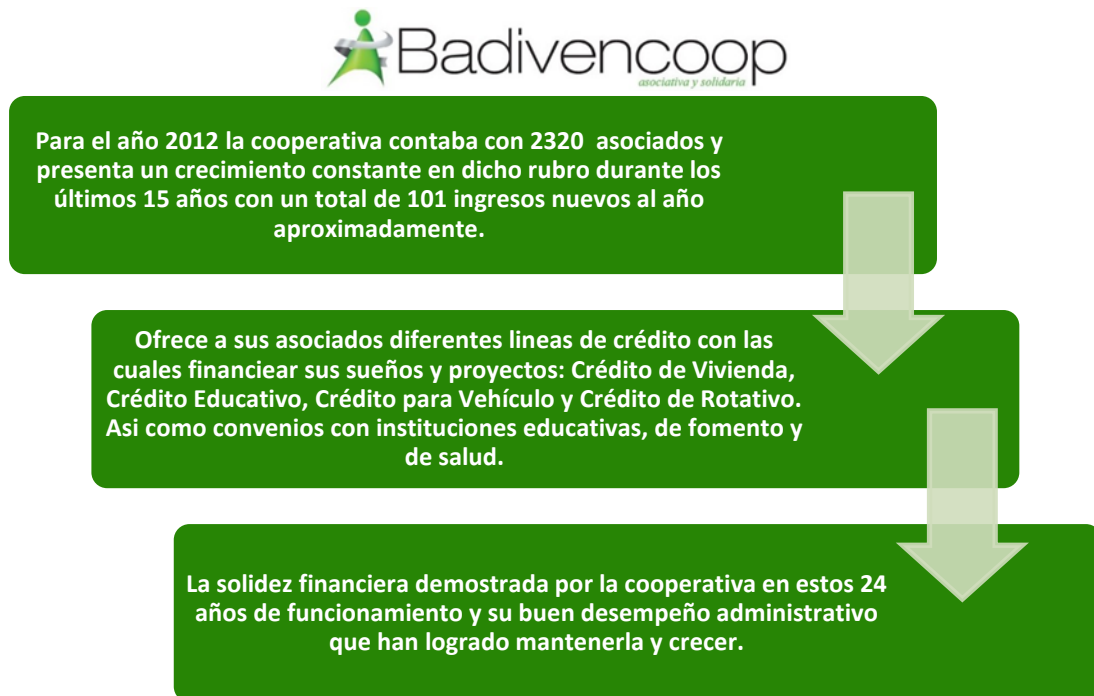 Badivencoop
asociativa y solidaria
Para el año 2012 la cooperativa contaba con 2320 asociados y
presenta un crecimiento constante en dicho rubro durante los
últimos 15 años con un total de 101 ingresos nuevos al año
aproximadamente.
Ofrece a sus asociados diferentes lineas de crédito con las
cuales financiear sus sueños y proyectos: Crédito de Vivienda,
Crédito Educativo, Crédito para Vehículo y Crédito de Rotativo.
Asi como convenios con instituciones educativas, de fomento y
de salud.
La solidez financiera demostrada por la cooperativa en estos 24
años de funcionamiento y su buen desempeño administrativo
que han logrado mantenerla y crecer.